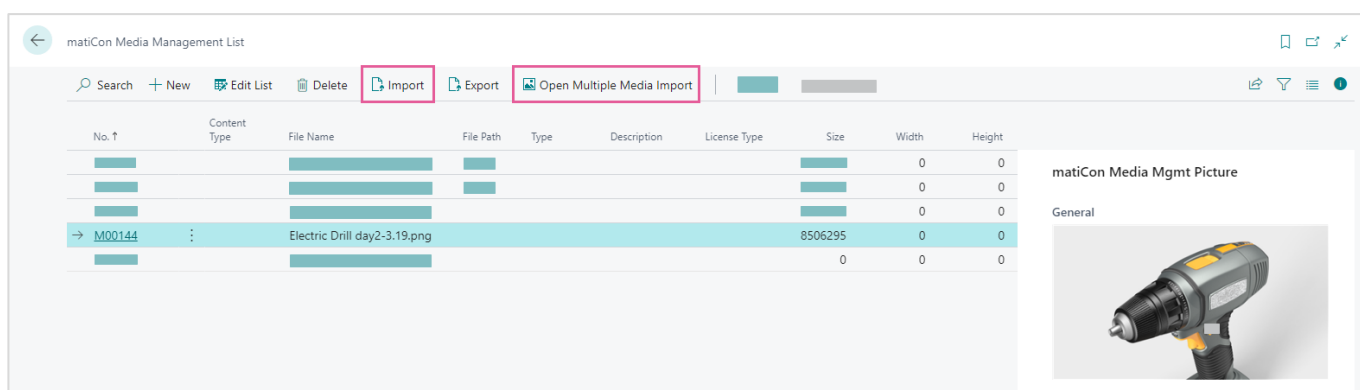 matiCon Media Management List
Search New Edit List Delete Import Export Open Multiple Media Import
No. ↑ Content Type File Name File Path Type Description License Type Size Width Height
0 0
0 0
0 0
→ M00144 Electric Drill day2-3.19.png 8506295 0 0
0 0 0
matiCon Media Mgmt Picture
General